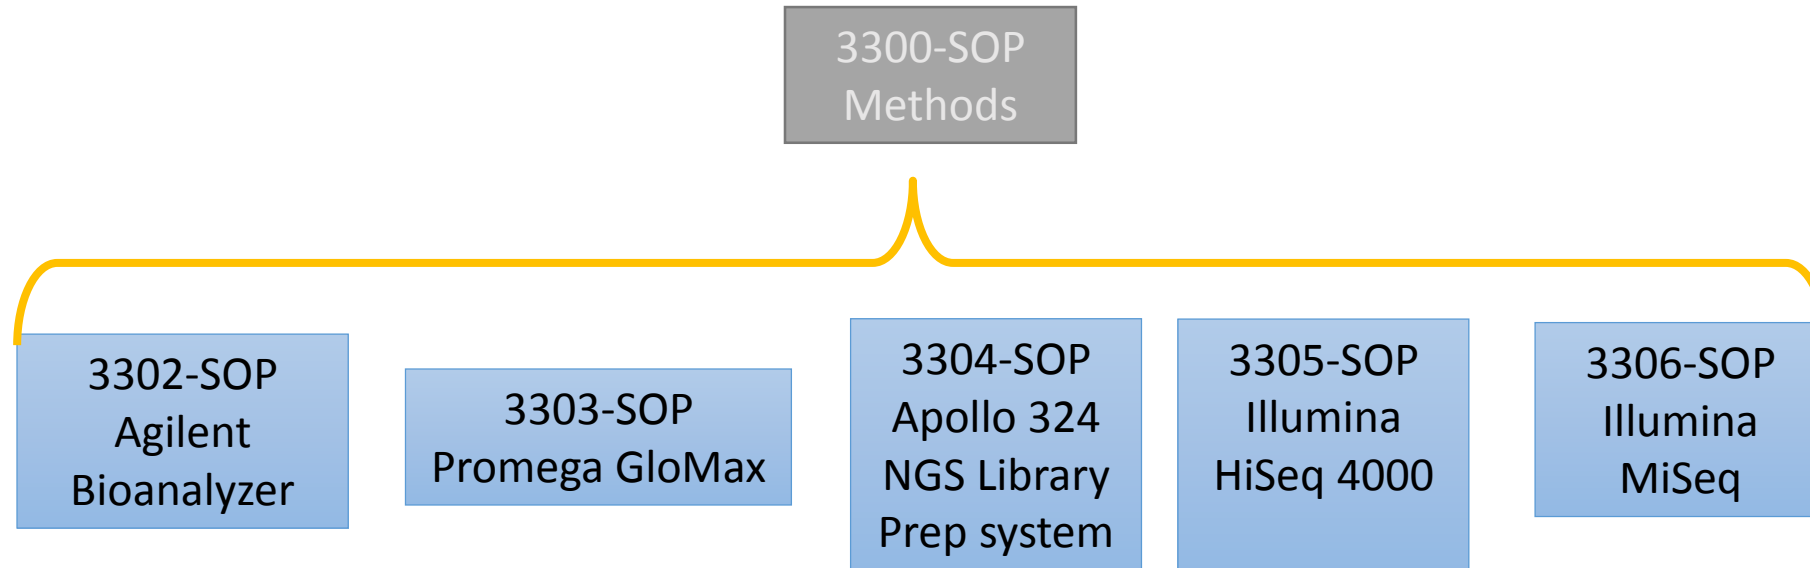 3300-SOP
Methods
3302-SOP
Agilent
Bioanalyzer
3303-SOP
Promega GloMax
3304-SOP
Apollo 324
NGS Library
Prep system
3305-SOP
Illumina
HiSeq 4000
3306-SOP
Illumina
MiSeq